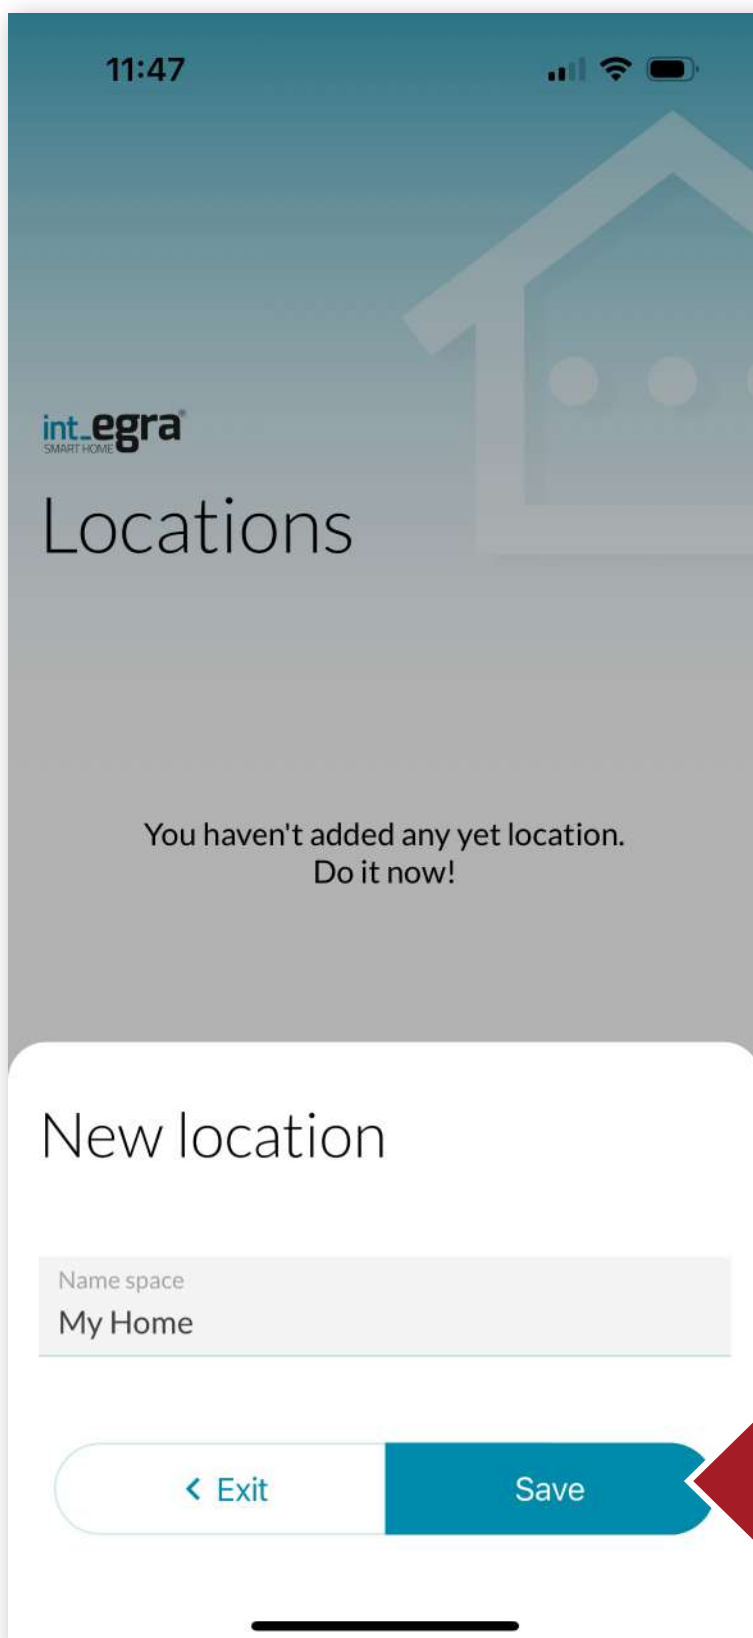 11:47
int_egra®
SMART HOME
Locations
You haven't added any yet location.
Do it now!
New location
Name space
My Home
< Exit
Save